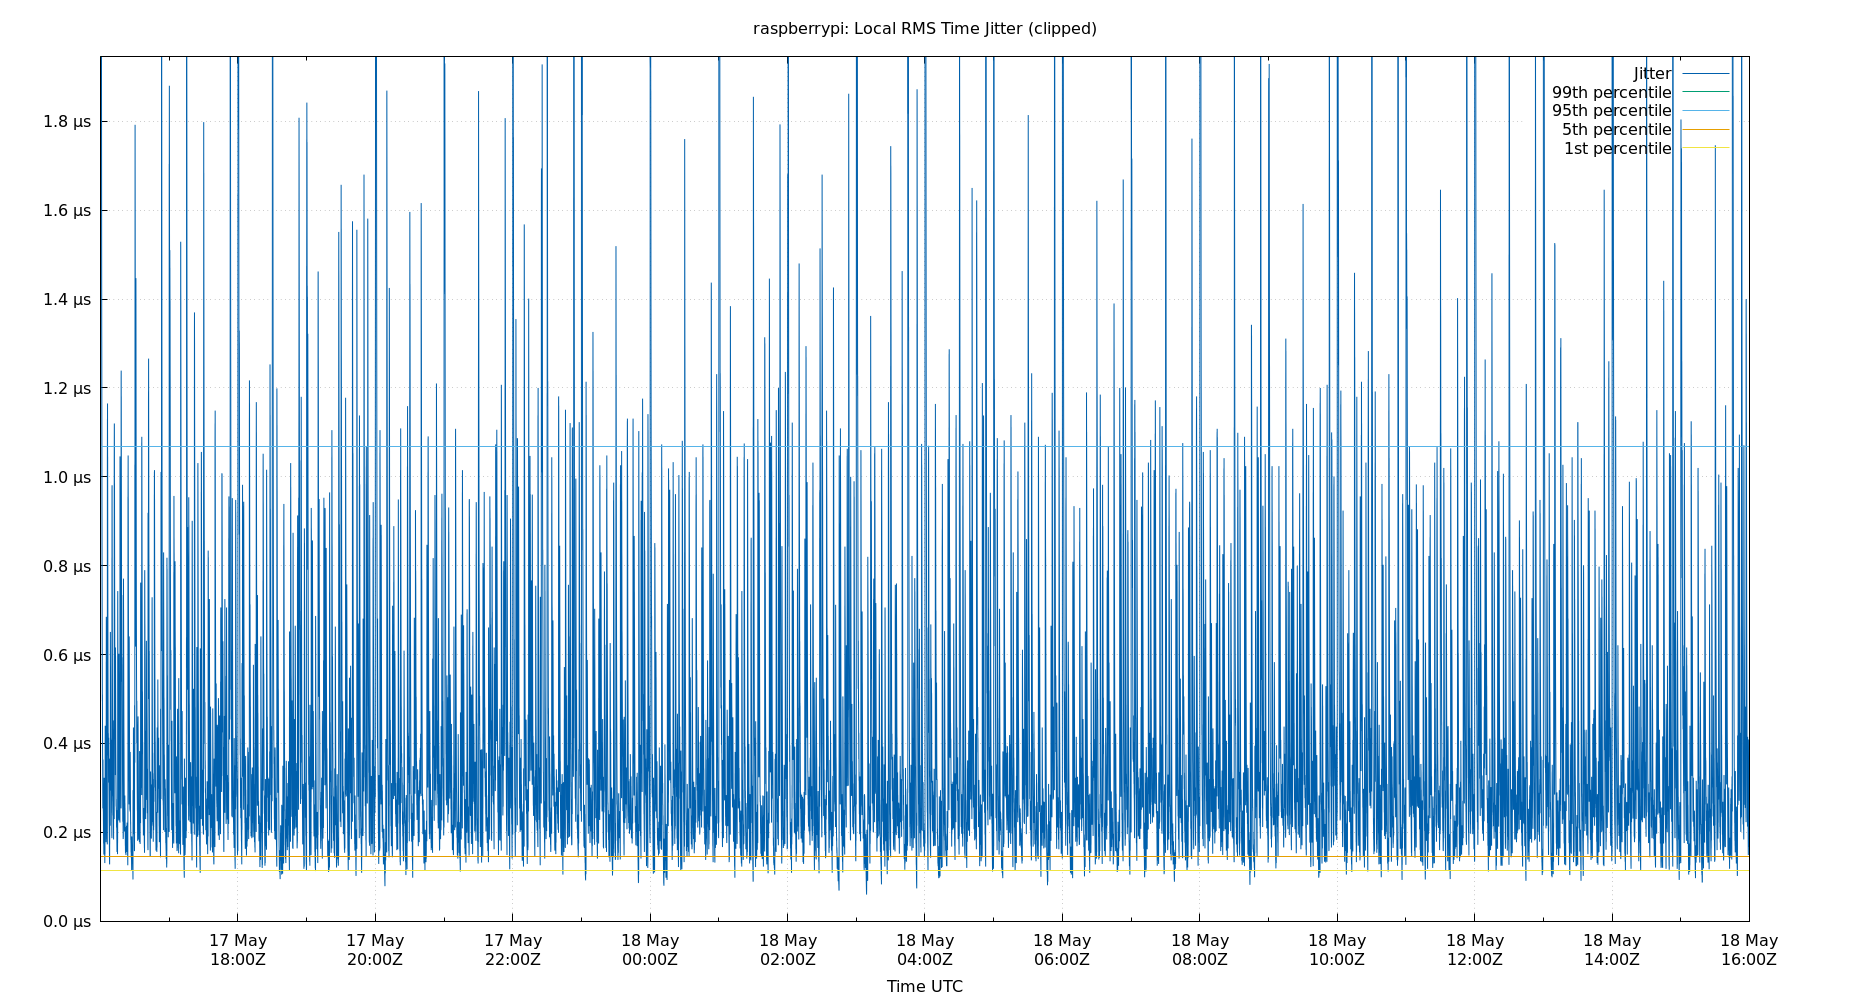 raspberrypi: Local RMS Time Jitter (clipped)
Jitter
99th percentile
95th percentile
5th percentile
1st percentile
1.8 µs
1.6 µs
1.4 µs
1.2 µs
1.0 µs
0.8 µs
0.6 µs
0.4 µs
0.2 µs
0.0 µs
17 May 17 May 17 May 18 May 18 May 18 May 18 May 18 May 18 May 18 May 18 May 18 May
18:00Z 20:00Z 22:00Z 00:00Z 02:00Z 04:00Z 06:00Z 08:00Z 10:00Z 12:00Z 14:00Z 16:00Z
Time UTC